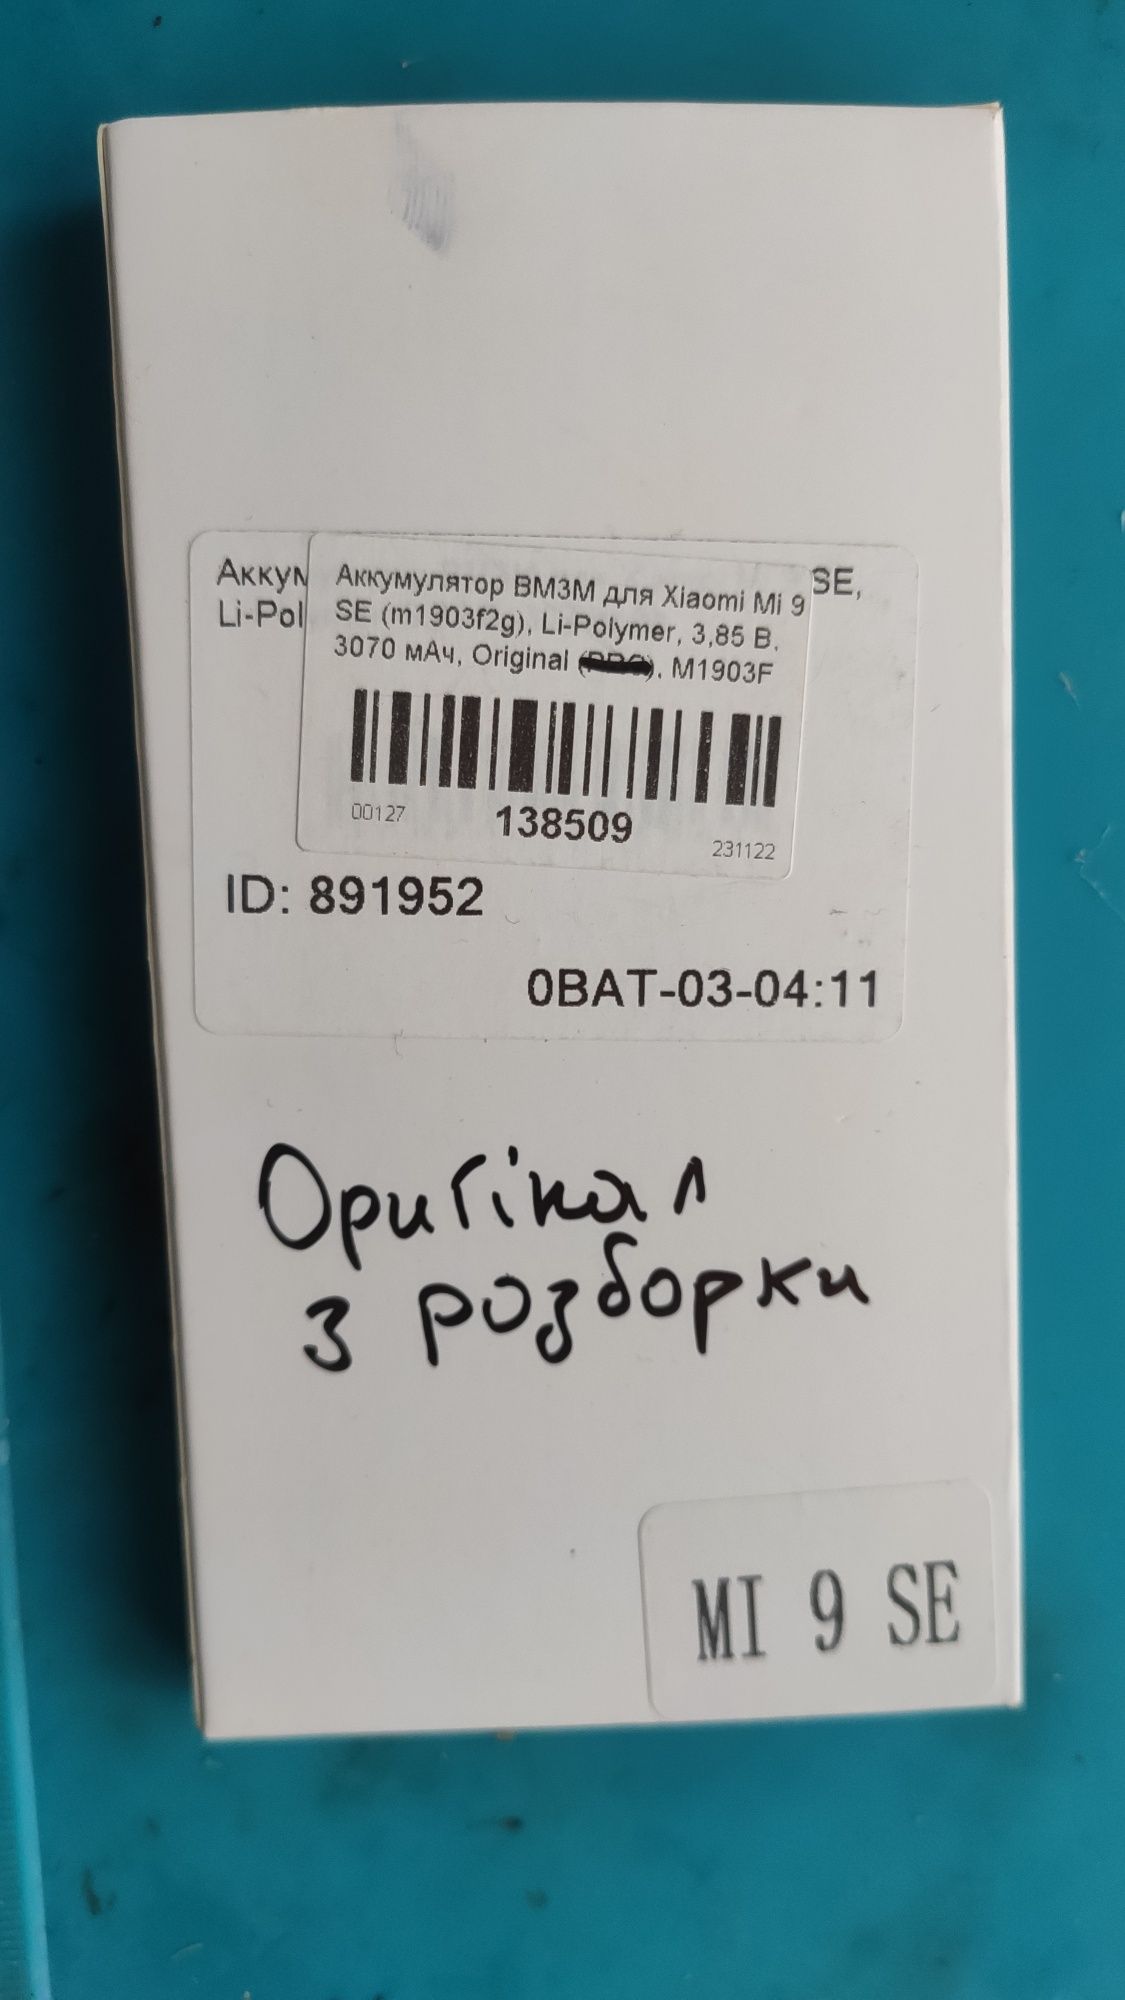 Аккум
SE,
Li-Pol
Аккумулятор BM3M для Xiaomi Mi 9
SE (m1903f2g), Li-Polymer, 3,85 В,
3070 мАч, Original ( ), M1903F
00127
138509
231122
ID: 891952
0BAT-03-04:11
Оригінал
з розборки
MI 9 SE